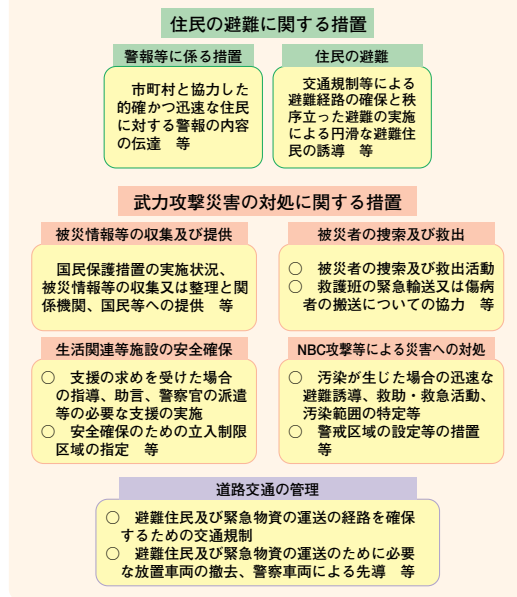 住民の避難に関する措置
警報等に係る措置
市町村と協力した
的確かつ迅速な住民
に対する警報の内容
の伝達　等
住民の避難
交通規制等による
避難経路の確保と秩
序立った避難の実施
による円滑な避難住
民の誘導　等
武力攻撃災害の対処に関する措置
被災情報等の収集及び提供
国民保護措置の実施状況、
被災情報等の収集又は整理と関
係機関、国民等への提供　等
被災者の捜索及び救出
○　被災者の捜索及び救出活動
○　救護班の緊急輸送又は傷病
者の搬送についての協力　等
生活関連等施設の安全確保
○　支援の求めを受けた場合
の指導、助言、警察官の派遣
等の必要な支援の実施
○　安全確保のための立入制限
区域の指定　等
NBC攻撃等による災害への対処
○　汚染が生じた場合の迅速な
避難誘導、救助・救急活動、
汚染範囲の特定等
○　警戒区域の設定等の措置
等
道路交通の管理
○　避難住民及び緊急物資の運送の経路を確保
するための交通規制
○　避難住民及び緊急物資の運送のために必要
な放置車両の撤去、警察車両による先導　等